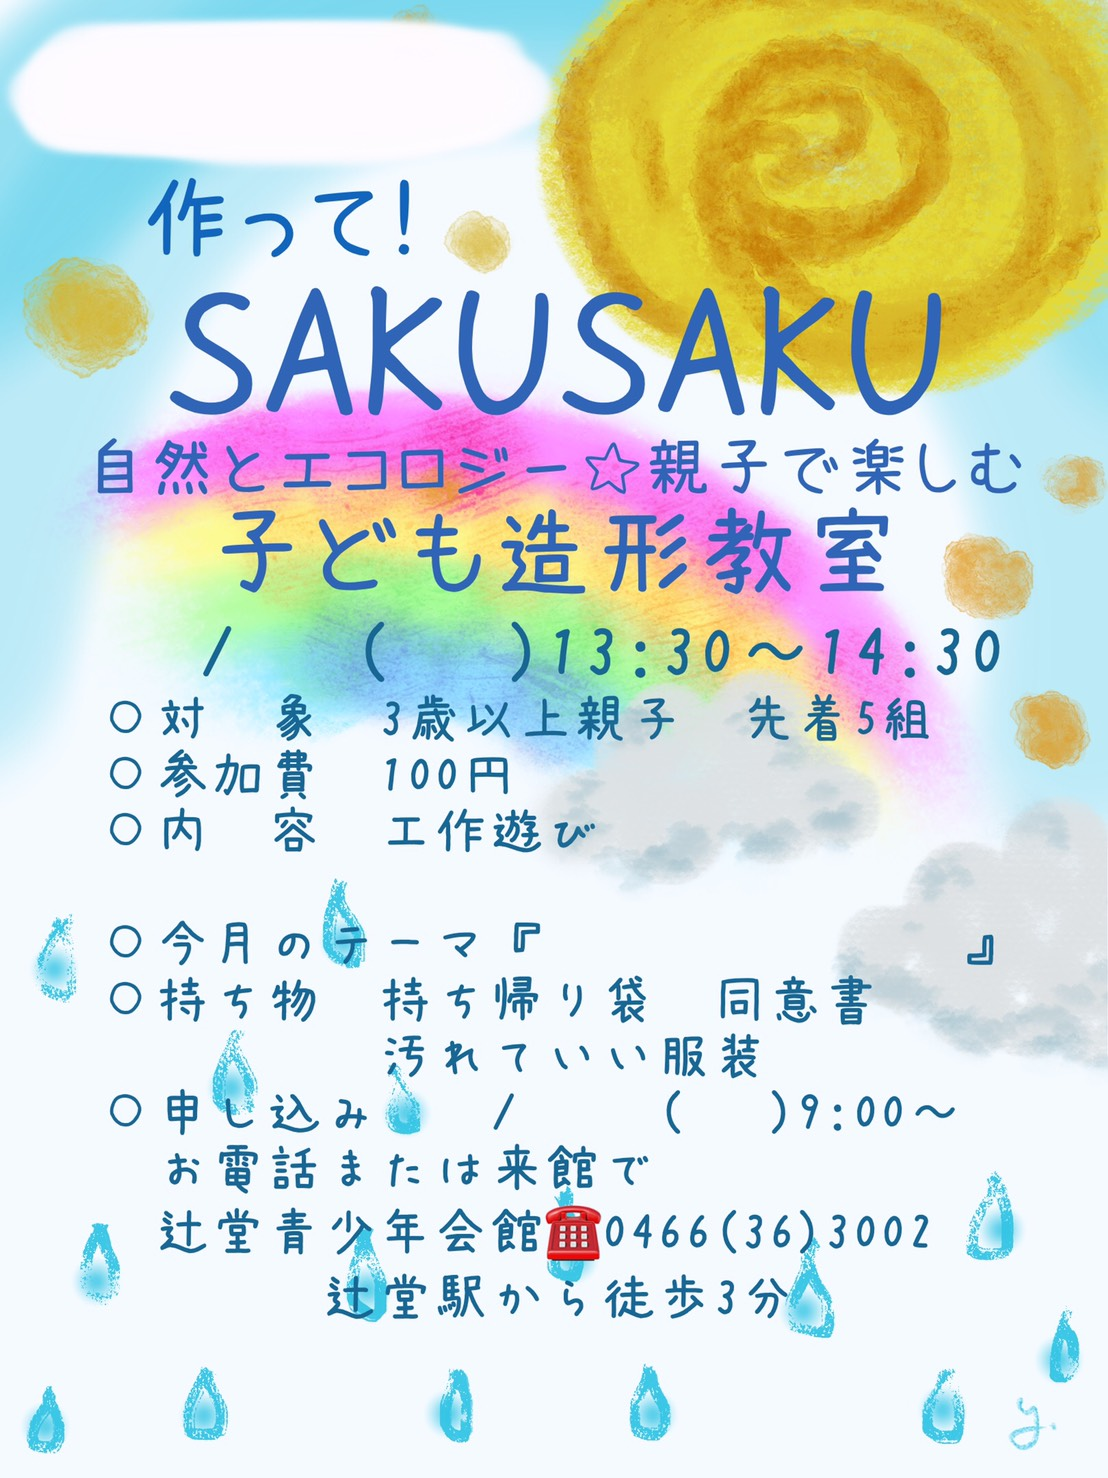 作って!
SAKUSAKU
自然とエコロジー☆親子で楽しむ
子ども造形教室
/ ( )13:30〜14:30
○対 象 3歳以上親子 先着5組
○参加費 100円
○内 容 工作遊び
○今月のテーマ『 』
○持ち物 持ち帰り袋 同意書
汚れていい服装
○申し込み / ( )9:00〜
お電話または来館で
辻堂青少年会館☎0466(36)3002
辻堂駅から徒歩3分
y.